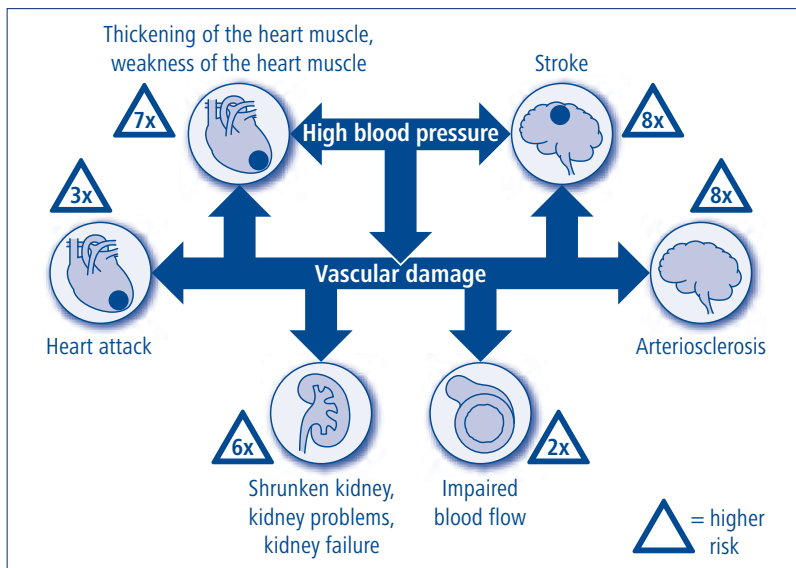 Thickening of the heart muscle,
weakness of the heart muscle
Stroke
7x
High blood pressure
8x
3x
8x
Vascular damage
Heart attack
Arteriosclerosis
6x
2x
Shrunken kidney,
kidney problems,
kidney failure
Impaired
blood flow
= higher
risk